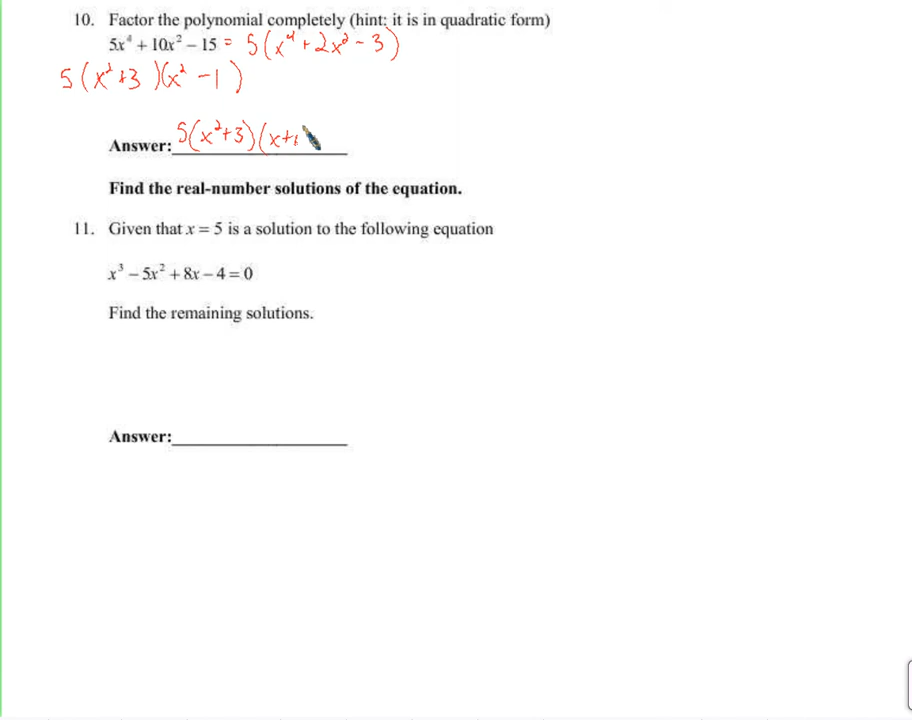 10. Factor the polynomial completely (hint: it is in quadratic form)
5x⁴ + 10x² – 15 = 5(x⁴ + 2x² - 3)
5(x² + 3)(x² - 1)
Answer: 5(x²+3)(x+1
Find the real-number solutions of the equation.
11. Given that x = 5 is a solution to the following equation
x³ – 5x² + 8x – 4 = 0
Find the remaining solutions.
Answer: